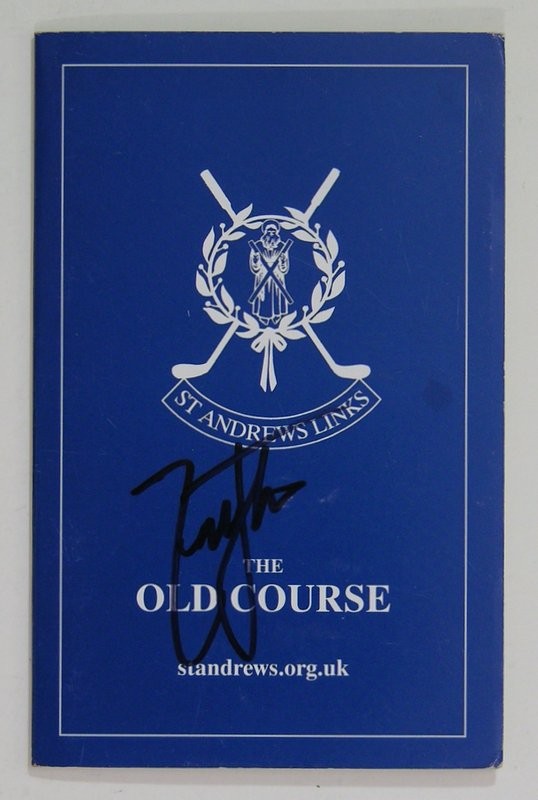 ST ANDREWS LINKS
THE
OLD COURSE
standrews.org.uk